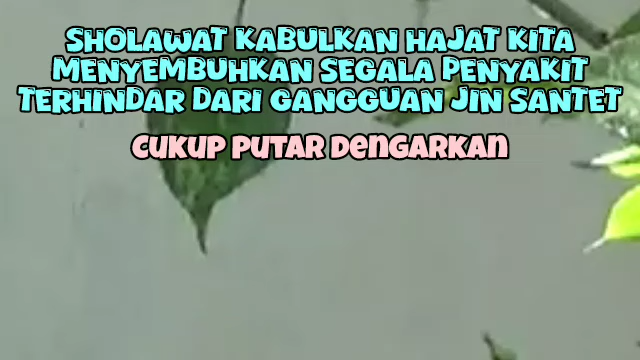 SHOLAWAT KABULKAN HAJAT KITA
MENYEMBUHKAN SEGALA PENYAKIT
TERHINDAR DARI GANGGUAN JIN SANTET
CUKUP PUTAR DENGARKAN